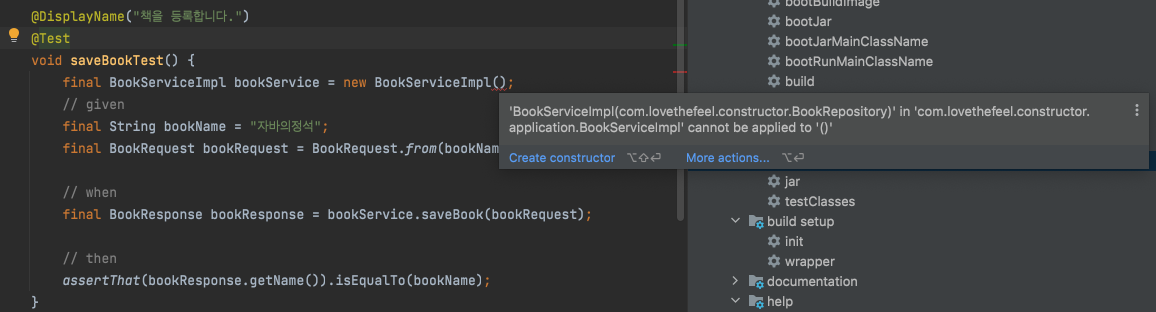 @DisplayName("책을 등록합니다.")
@Test
void saveBookTest() {
final BookServiceImpl bookService = new BookServiceImpl();
// given
final String bookName = "자바의정석";
final BookRequest bookRequest = BookRequest.from(bookNam
// when
final BookResponse bookResponse = bookService.saveBook(bookRequest);
// then
assertThat(bookResponse.getName()).isEqualTo(bookName);
}
'BookServiceImpl(com.lovethefeel.constructor.BookRepository)' in 'com.lovethefeel.constructor.
application.BookServiceImpl' cannot be applied to '()'
Create constructor ⌥⇧⏎ More actions... ⌥⏎
bootBuildImage
bootJar
bootJarMainClassName
bootRunMainClassName
build
jar
testClasses
build setup
init
wrapper
documentation
help